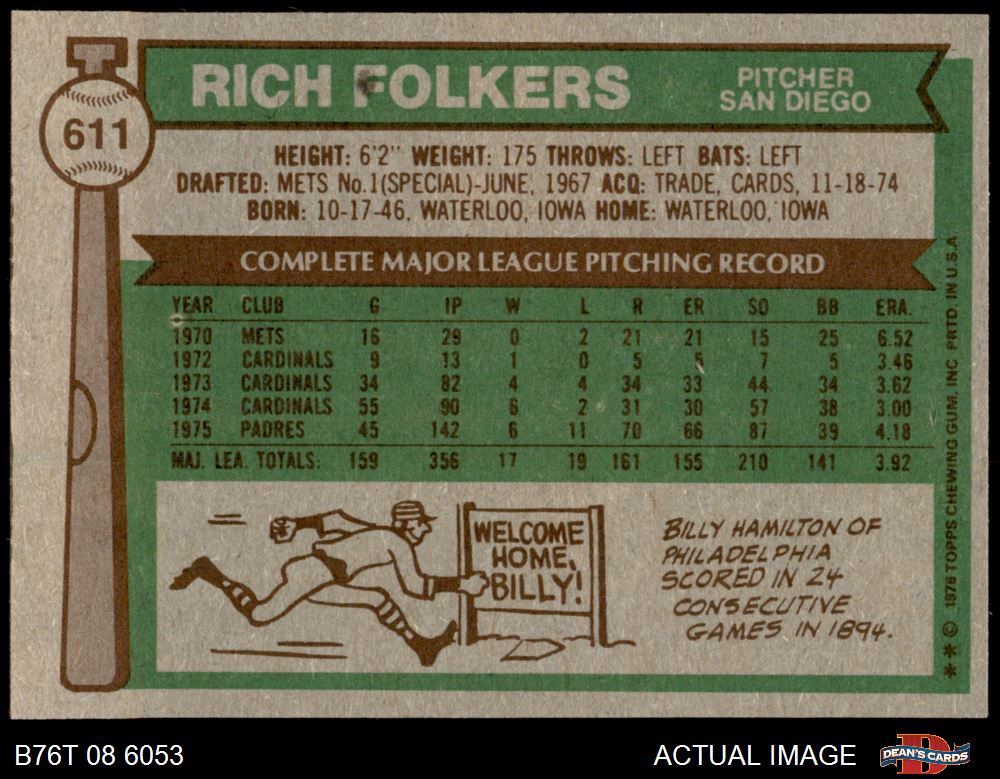 611
RICH FOLKERS
PITCHER
SAN DIEGO
HEIGHT: 6'2" WEIGHT: 175 THROWS: LEFT BATS: LEFT
DRAFTED: METS No.1(SPECIAL)-JUNE, 1967 ACQ: TRADE, CARDS, 11-18-74
BORN: 10-17-46, WATERLOO, IOWA HOME: WATERLOO, IOWA
COMPLETE MAJOR LEAGUE PITCHING RECORD
YEAR CLUB G IP W L R ER SO BB ERA.
1970 METS 16 29 0 2 21 21 15 25 6.52
1972 CARDINALS 9 13 1 0 5 5 7 5 3.46
1973 CARDINALS 34 82 4 4 34 33 44 34 3.62
1974 CARDINALS 55 90 6 2 31 30 57 38 3.00
1975 PADRES 45 142 6 11 70 66 87 39 4.18
MAJ. LEA. TOTALS: 159 356 17 19 161 155 210 141 3.92
WELCOME
HOME,
BILLY!
BILLY HAMILTON OF
PHILADELPHIA
SCORED IN 24
CONSECUTIVE
GAMES IN 1894.
** © 1976 TOPPS CHEWING GUM, INC PRTD. IN U.S.A
B76T 08 6053
ACTUAL IMAGE
DEAN'S CARDS